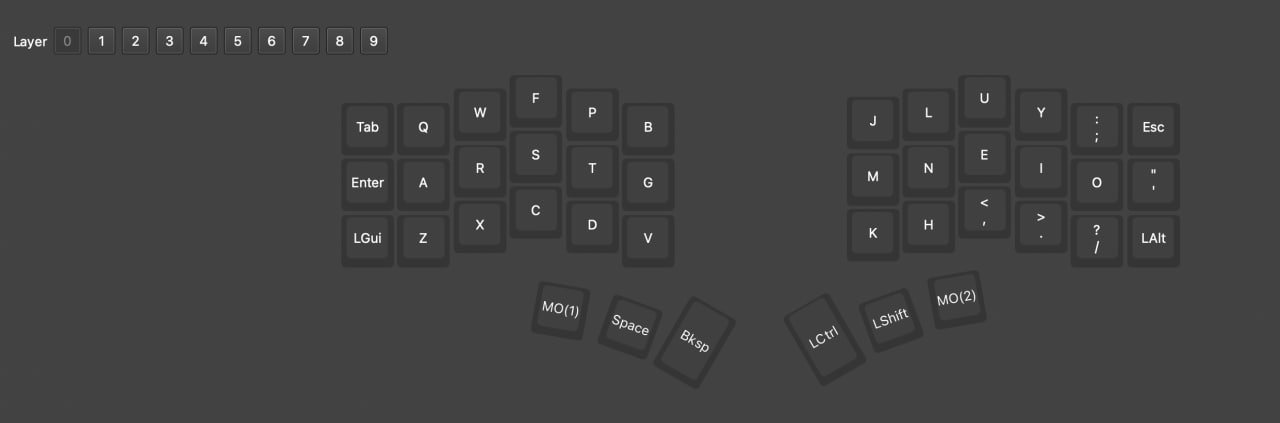 Layer 0 1 2 3 4 5 6 7 8 9
Tab Q W F P B J L U Y : ; Esc
Enter A R S T G M N E I O " '
LGui Z X C D V K H < , > . ? / LAlt
MO(1) Space Bksp LCtrl LShift MO(2)